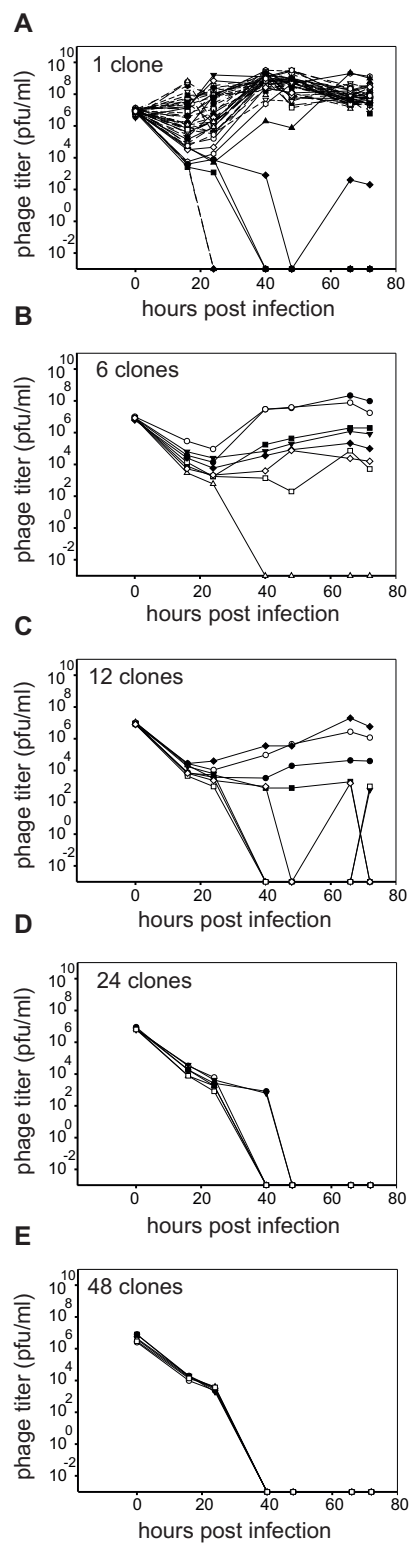 A
1 clone
phage titer (pfu/ml)
10^10
10^8
10^6
10^4
10^2
10^0
10^-2
0 20 40 60 80
hours post infection
B
6 clones
phage titer (pfu/ml)
10^10
10^8
10^6
10^4
10^2
10^0
10^-2
0 20 40 60 80
hours post infection
C
12 clones
phage titer (pfu/ml)
10^10
10^8
10^6
10^4
10^2
10^0
10^-2
0 20 40 60 80
hours post infection
D
24 clones
phage titer (pfu/ml)
10^10
10^8
10^6
10^4
10^2
10^0
10^-2
0 20 40 60 80
hours post infection
E
48 clones
phage titer (pfu/ml)
10^10
10^8
10^6
10^4
10^2
10^0
10^-2
0 20 40 60 80
hours post infection